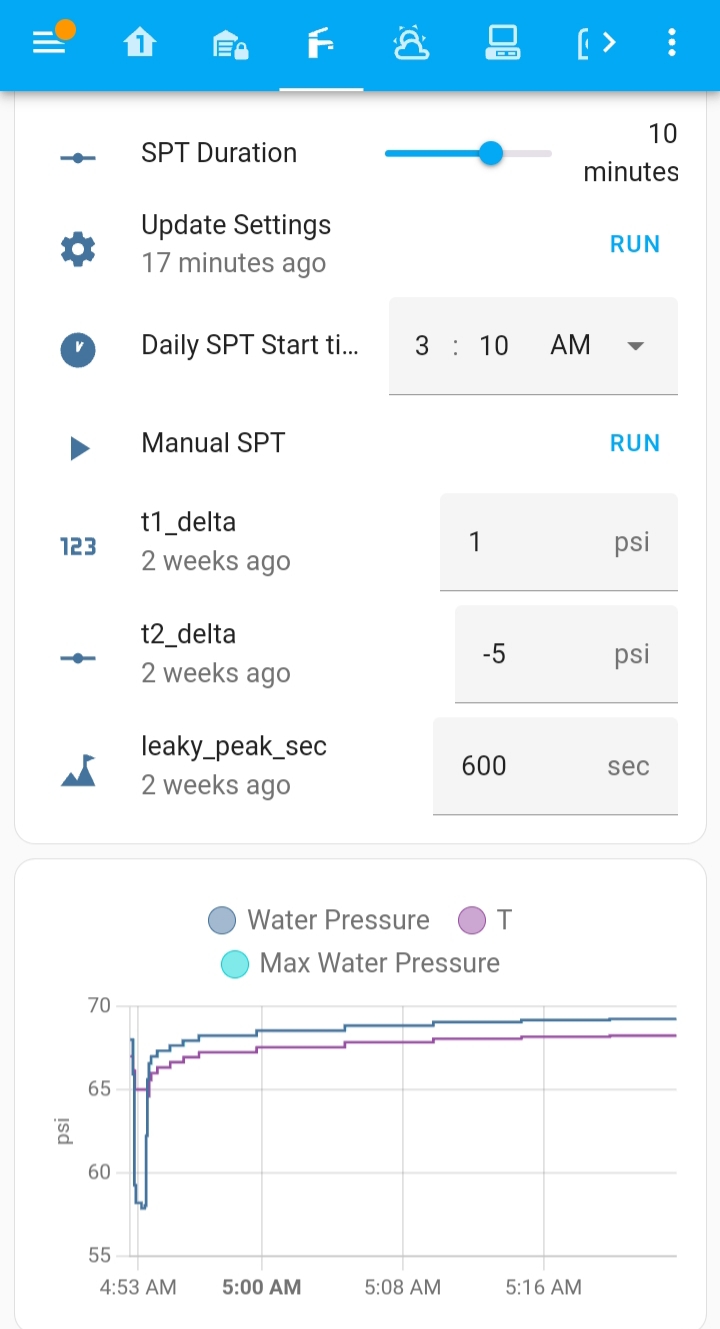 1
SPT Duration
10
minutes
Update Settings
17 minutes ago
RUN
Daily SPT Start ti...
3 : 10 AM
Manual SPT
RUN
123
t1_delta
2 weeks ago
1 psi
t2_delta
2 weeks ago
-5 psi
leaky_peak_sec
2 weeks ago
600 sec
Water Pressure T
Max Water Pressure
70
65
60
55
psi
4:53 AM 5:00 AM 5:08 AM 5:16 AM